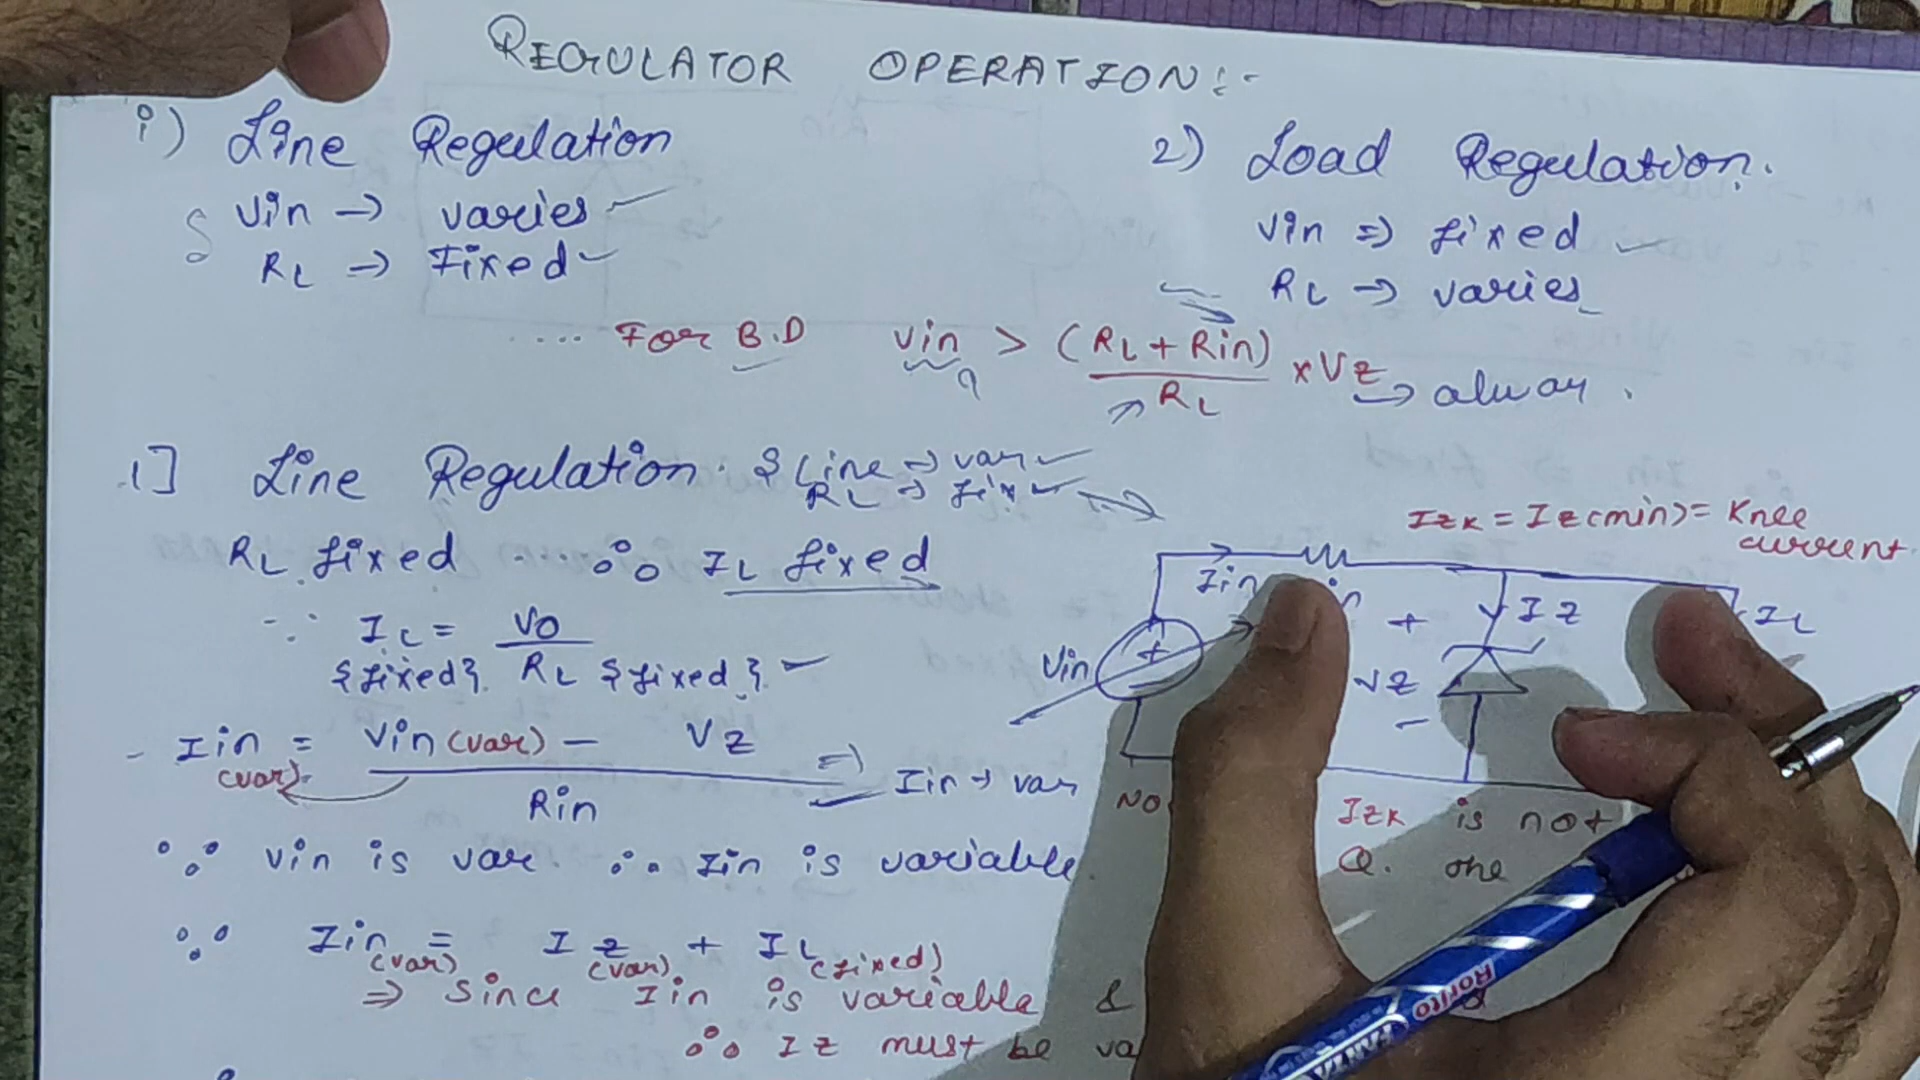 REGULATOR OPERATION:-
i) Line Regulation
Vin → varies
RL → Fixed
2) Load Regulation.
Vin ⇒ fixed
RL → varies
.... For B.D Vin > (RL + Rin) / RL × VZ → alway.
1] Line Regulation. { Line → var
RL → fix
RL fixed ... ∴ IL fixed
∵ IL = VO / RL
{fixed} {fixed}
Iin (var) = Vin (var) - VZ / Rin ⇒ Iin → var
∵ Vin is var. ∴ Iin is variable.
∵ Iin (var) = IZ (var) + IL (fixed)
⇒ Since Iin is variable &
∴ IZ must be va
IZK = IZ(min) = Knee
current.
Iin
+ IZ IL
Vin + VZ
-
IZK is not
Q. one
Rorito